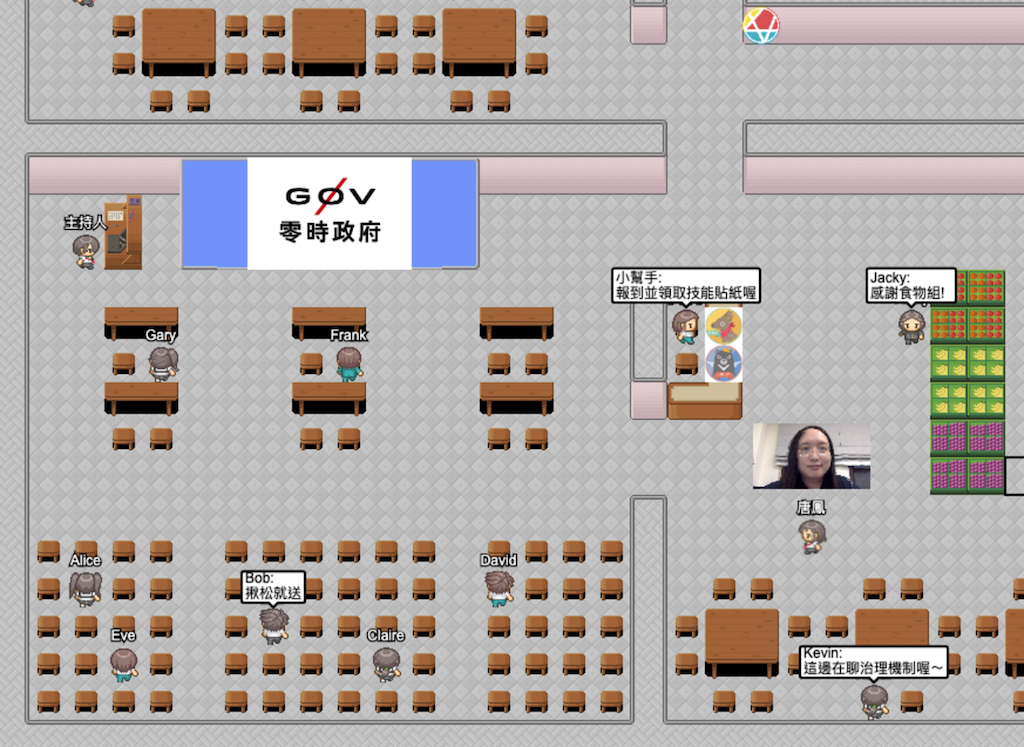 GØV
零時政府
主持人
小幫手:
報到並領取技能貼紙喔
Jacky:
感謝食物組!
Gary
Frank
唐鳳
Alice
Bob:
揪松就送
David
Eve
Claire
Kevin:
這邊在聊治理機制喔～